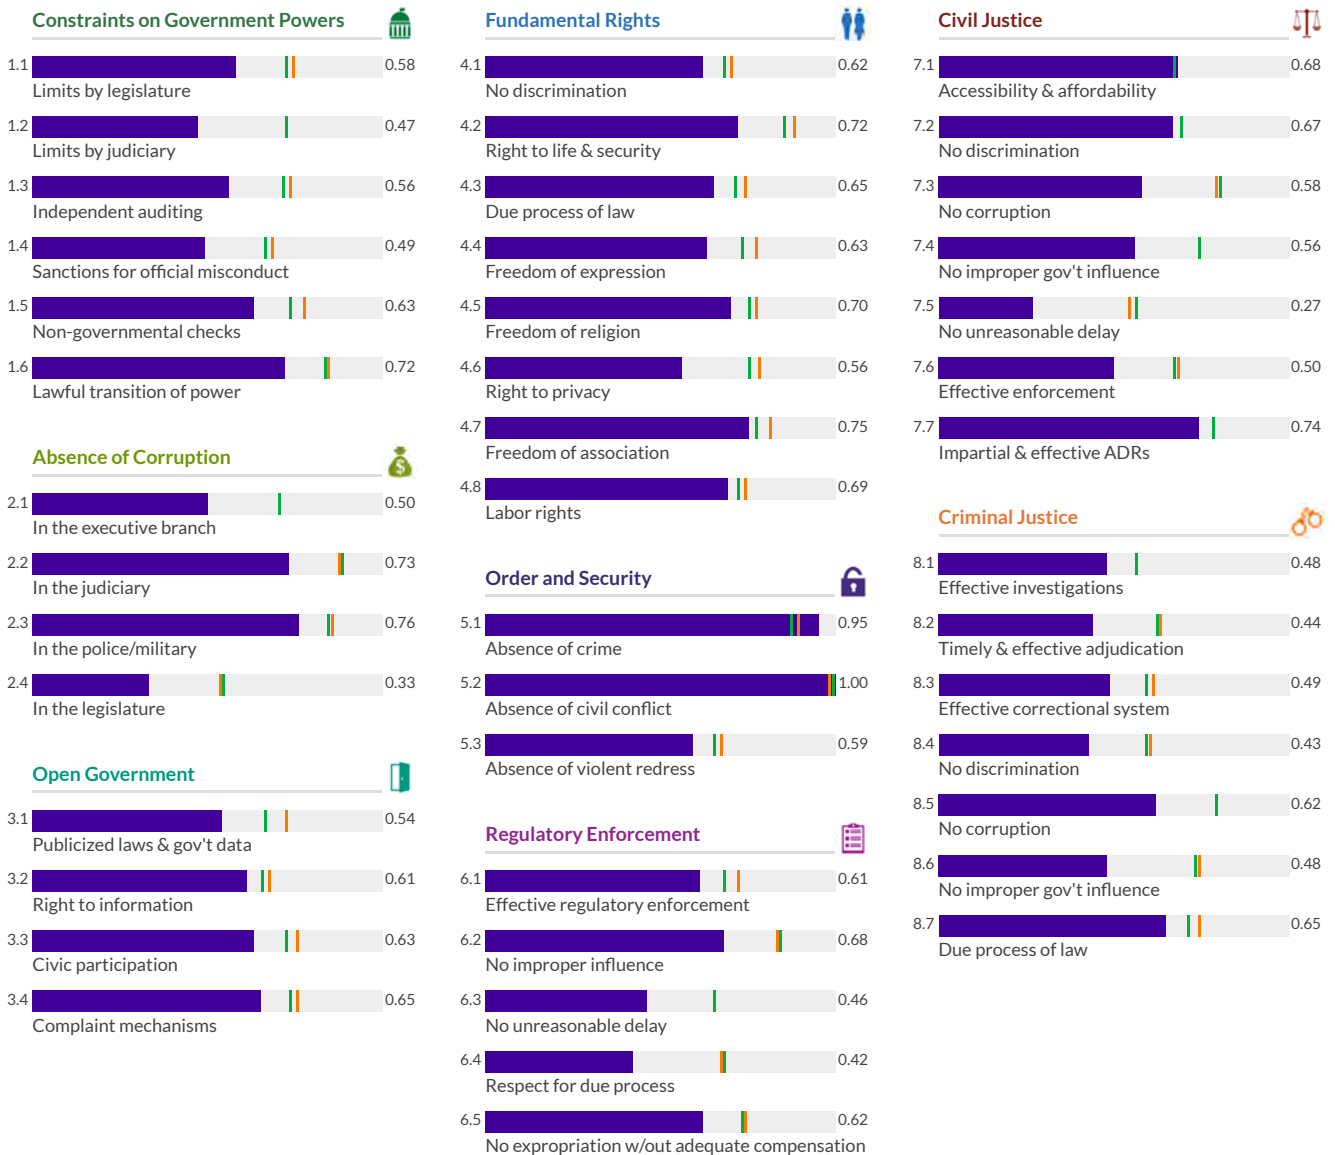 Constraints on Government Powers
1.1 0.58
Limits by legislature
1.2 0.47
Limits by judiciary
1.3 0.56
Independent auditing
1.4 0.49
Sanctions for official misconduct
1.5 0.63
Non-governmental checks
1.6 0.72
Lawful transition of power
Absence of Corruption
$
2.1 0.50
In the executive branch
2.2 0.73
In the judiciary
2.3 0.76
In the police/military
2.4 0.33
In the legislature
Open Government
3.1 0.54
Publicized laws & gov't data
3.2 0.61
Right to information
3.3 0.63
Civic participation
3.4 0.65
Complaint mechanisms
Fundamental Rights
4.1 0.62
No discrimination
4.2 0.72
Right to life & security
4.3 0.65
Due process of law
4.4 0.63
Freedom of expression
4.5 0.70
Freedom of religion
4.6 0.56
Right to privacy
4.7 0.75
Freedom of association
4.8 0.69
Labor rights
Order and Security
5.1 0.95
Absence of crime
5.2 1.00
Absence of civil conflict
5.3 0.59
Absence of violent redress
Regulatory Enforcement
6.1 0.61
Effective regulatory enforcement
6.2 0.68
No improper influence
6.3 0.46
No unreasonable delay
6.4 0.42
Respect for due process
6.5 0.62
No expropriation w/out adequate compensation
Civil Justice
7.1 0.68
Accessibility & affordability
7.2 0.67
No discrimination
7.3 0.58
No corruption
7.4 0.56
No improper gov't influence
7.5 0.27
No unreasonable delay
7.6 0.50
Effective enforcement
7.7 0.74
Impartial & effective ADRs
Criminal Justice
8.1 0.48
Effective investigations
8.2 0.44
Timely & effective adjudication
8.3 0.49
Effective correctional system
8.4 0.43
No discrimination
8.5 0.62
No corruption
8.6 0.48
No improper gov't influence
8.7 0.65
Due process of law